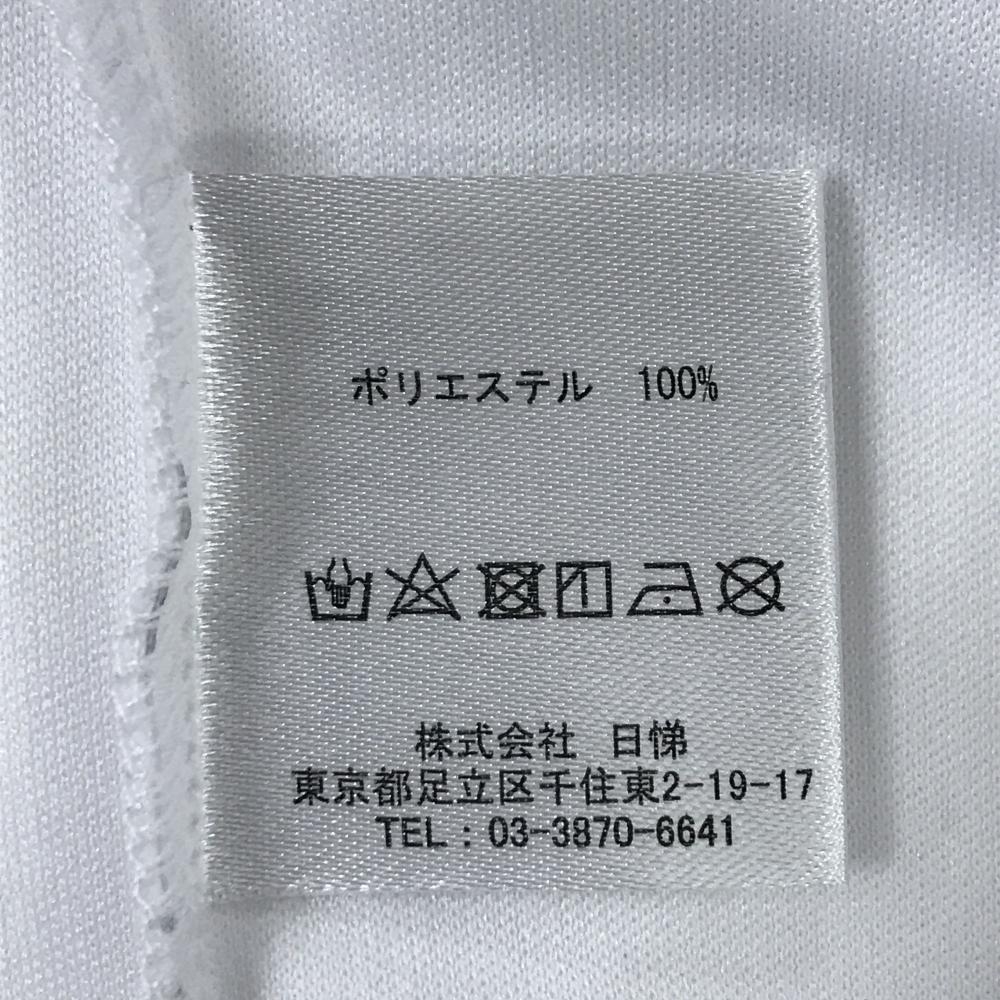 ポリエステル 100%
株式会社 日悌
東京都足立区千住東2-19-17
TEL：03-3870-6641